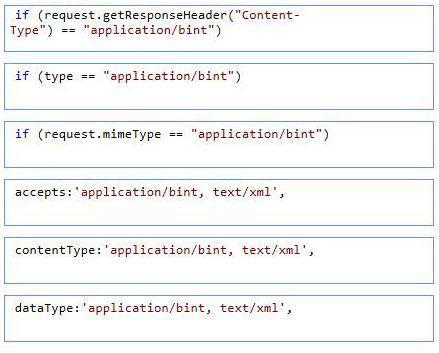 if (request.getResponseHeader("Content-
Type") == "application/bint")
if (type == "application/bint")
if (request.mimeType == "application/bint")
accepts:'application/bint, text/xml',
contentType:'application/bint, text/xml',
dataType:'application/bint, text/xml',